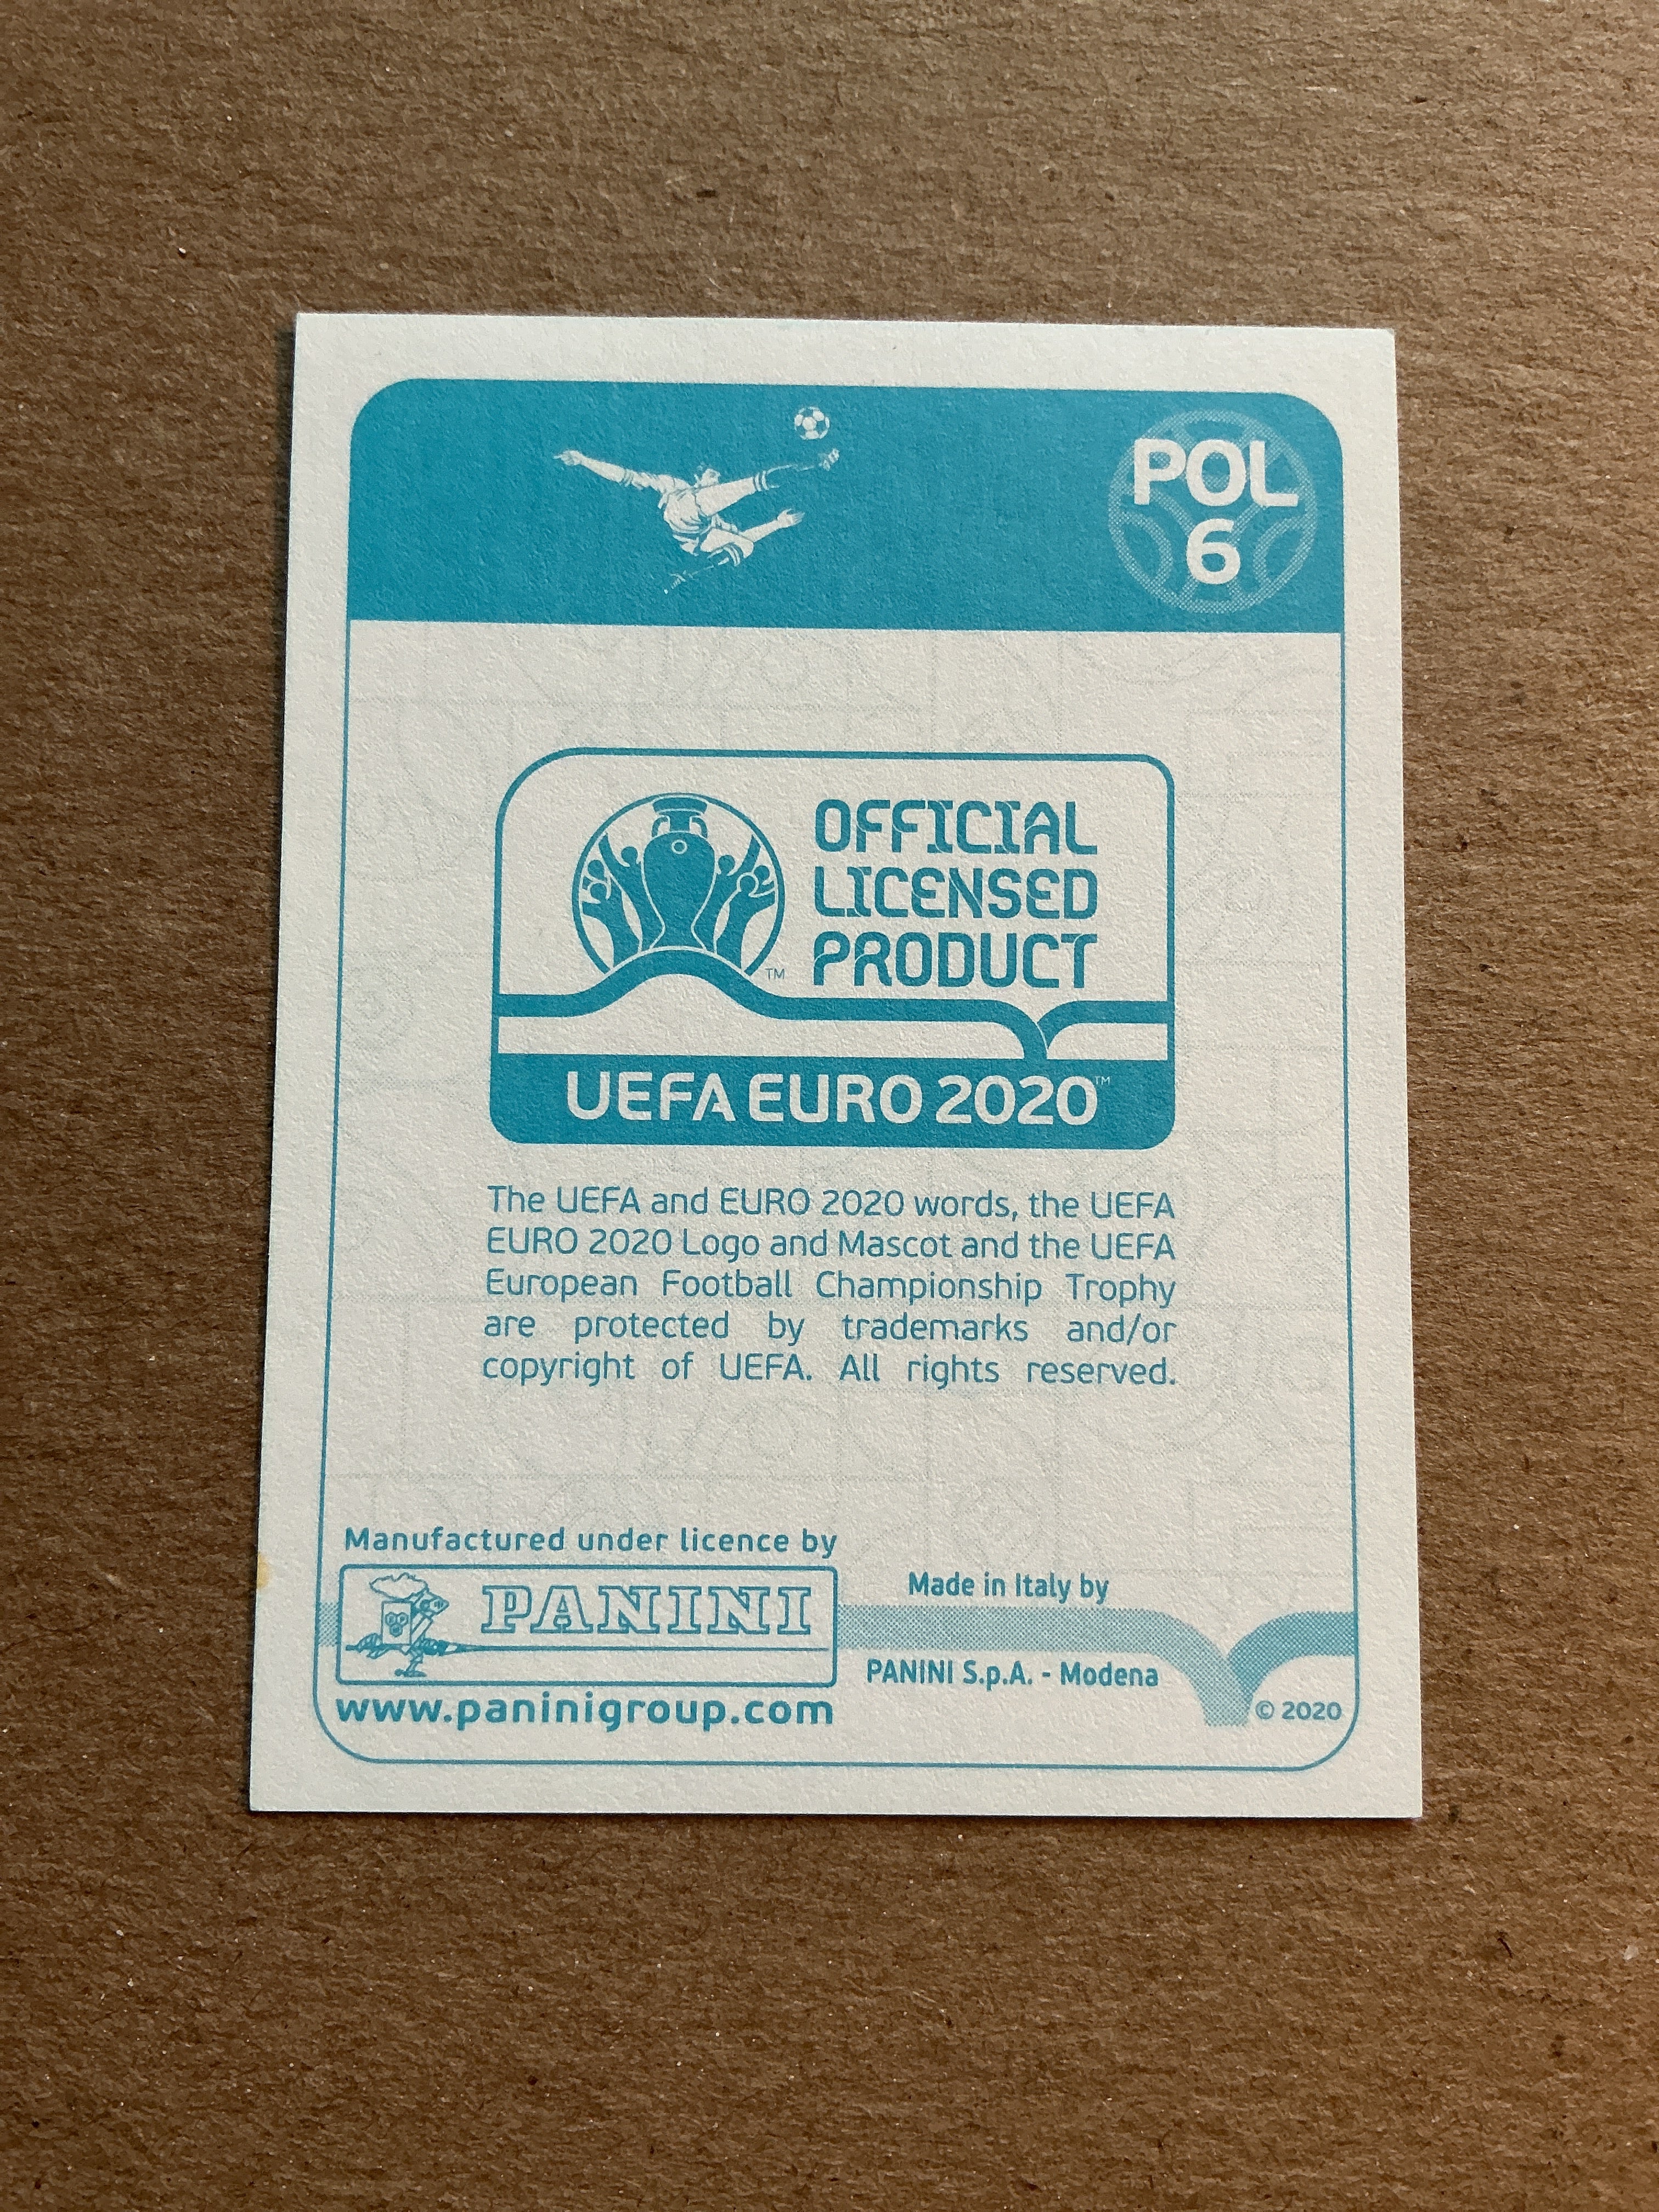 POL
6
OFFICIAL
LICENSED
PRODUCT
TM
UEFA EURO 2020™
The UEFA and EURO 2020 words, the UEFA
EURO 2020 Logo and Mascot and the UEFA
European Football Championship Trophy
are protected by trademarks and/or
copyright of UEFA. All rights reserved.
Manufactured under licence by
PANINI
www.paninigroup.com
Made in Italy by
PANINI S.p.A. - Modena
© 2020